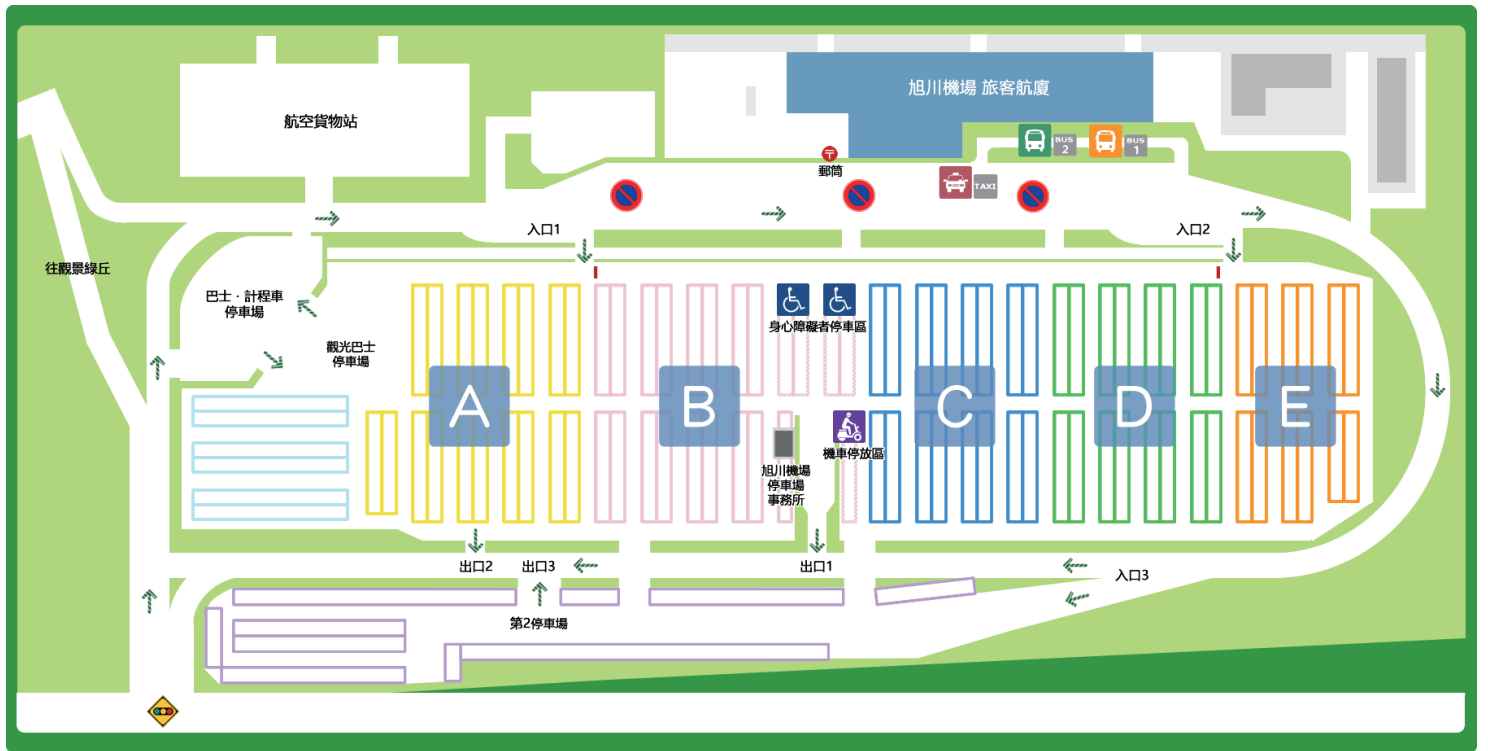 旭川機場 旅客航廈
航空貨物站
BUS
2
BUS
1
〒
郵筒
TAXI
入口1
入口2
往觀景綠丘
巴士・計程車
停車場
身心障礙者停車區
觀光巴士
停車場
A
B
C
D
E
機車停放區
旭川機場
停車場
事務所
出口2
出口3
出口1
入口3
第2停車場